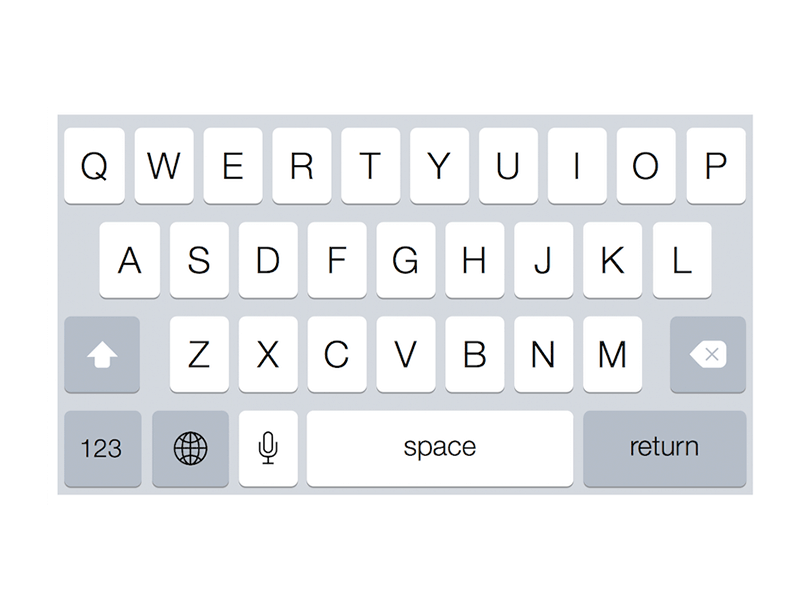 Q W E R T Y U I O P
A S D F G H J K L
Z X C V B N M
123 space return